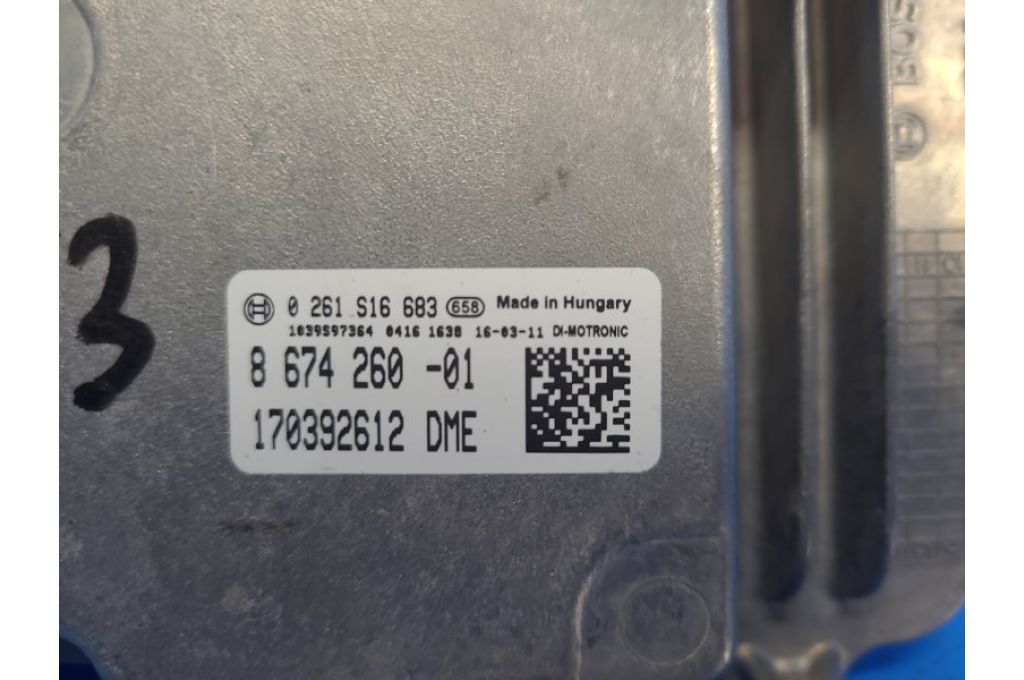 3
0 261 S16 683 658 Made in Hungary
1039S97364 0416 1638 16-03-11 DI-MOTRONIC
8 674 260 -01
170392612 DME
BOS